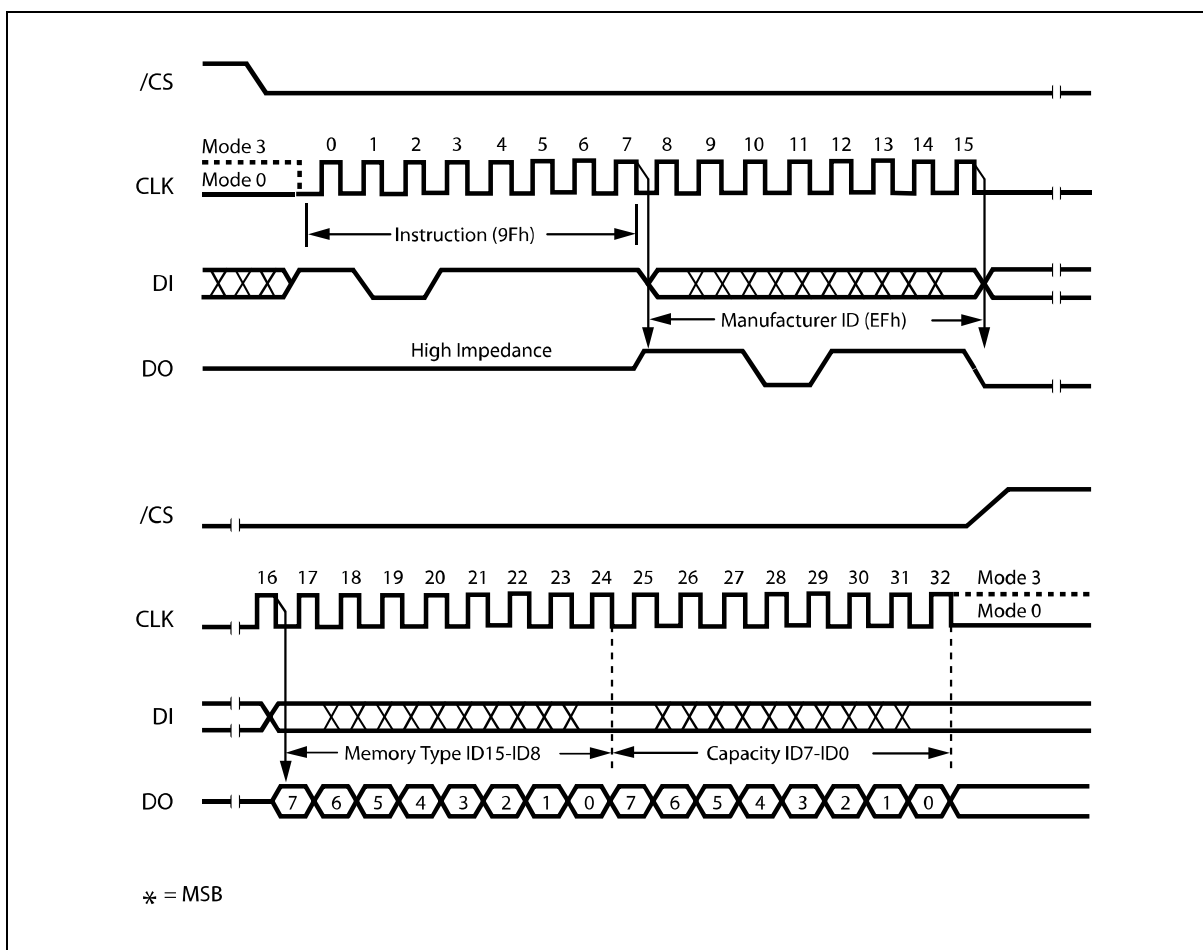 /CS
Mode 3
Mode 0
CLK
0 1 2 3 4 5 6 7 8 9 10 11 12 13 14 15
Instruction (9Fh)
DI
Manufacturer ID (EFh)
High Impedance
DO
/CS
16 17 18 19 20 21 22 23 24 25 26 27 28 29 30 31 32
Mode 3
Mode 0
CLK
DI
Memory Type ID15-ID8
Capacity ID7-ID0
DO
7 6 5 4 3 2 1 0 7 6 5 4 3 2 1 0
* = MSB